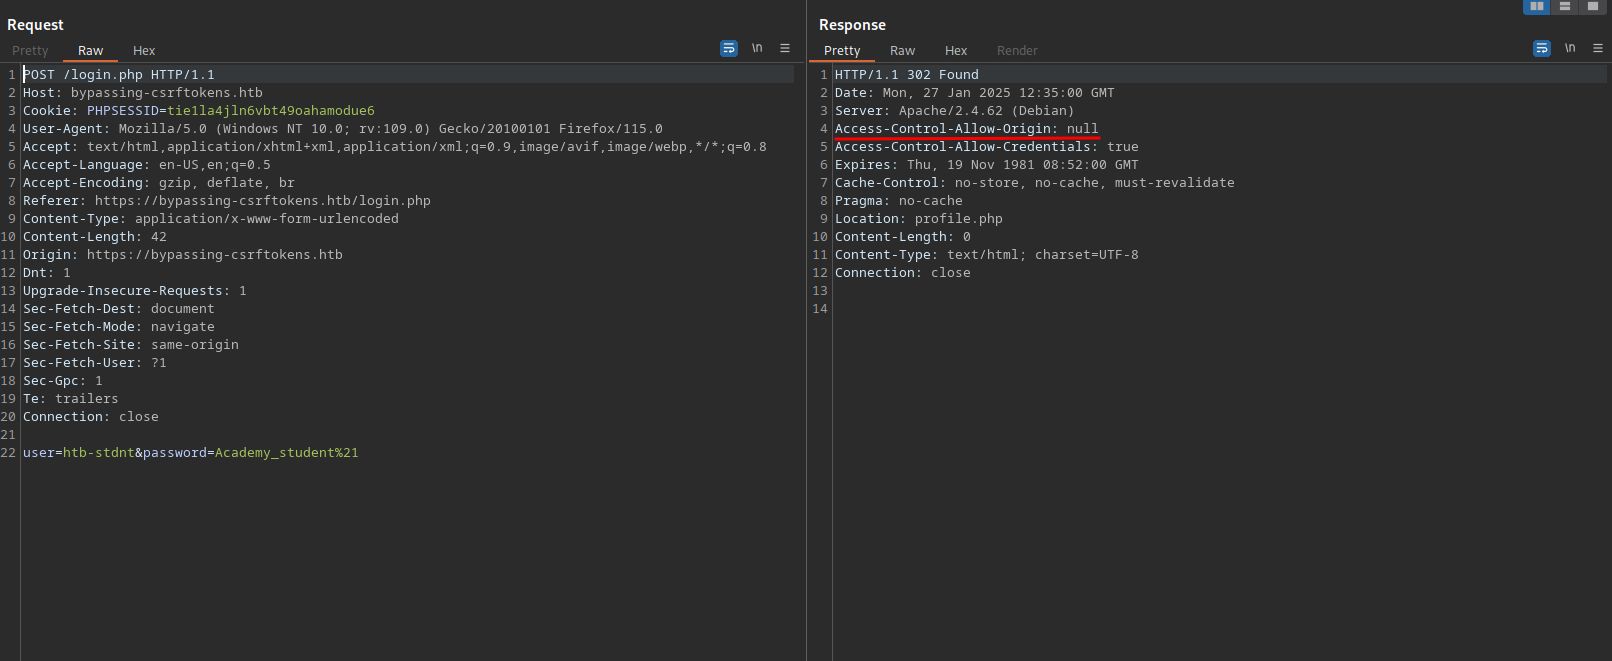 Request
Pretty Raw Hex \n
1 POST /login.php HTTP/1.1
2 Host: bypassing-csrftokens.htb
3 Cookie: PHPSESSID=tie1la4jln6vbt49oahamodue6
4 User-Agent: Mozilla/5.0 (Windows NT 10.0; rv:109.0) Gecko/20100101 Firefox/115.0
5 Accept: text/html,application/xhtml+xml,application/xml;q=0.9,image/avif,image/webp,*/*;q=0.8
6 Accept-Language: en-US,en;q=0.5
7 Accept-Encoding: gzip, deflate, br
8 Referer: https://bypassing-csrftokens.htb/login.php
9 Content-Type: application/x-www-form-urlencoded
10 Content-Length: 42
11 Origin: https://bypassing-csrftokens.htb
12 Dnt: 1
13 Upgrade-Insecure-Requests: 1
14 Sec-Fetch-Dest: document
15 Sec-Fetch-Mode: navigate
16 Sec-Fetch-Site: same-origin
17 Sec-Fetch-User: ?1
18 Sec-Gpc: 1
19 Te: trailers
20 Connection: close
21
22 user=htb-stdnt&password=Academy_student%21
Response
Pretty Raw Hex Render \n
1 HTTP/1.1 302 Found
2 Date: Mon, 27 Jan 2025 12:35:00 GMT
3 Server: Apache/2.4.62 (Debian)
4 Access-Control-Allow-Origin: null
5 Access-Control-Allow-Credentials: true
6 Expires: Thu, 19 Nov 1981 08:52:00 GMT
7 Cache-Control: no-store, no-cache, must-revalidate
8 Pragma: no-cache
9 Location: profile.php
10 Content-Length: 0
11 Content-Type: text/html; charset=UTF-8
12 Connection: close
13
14